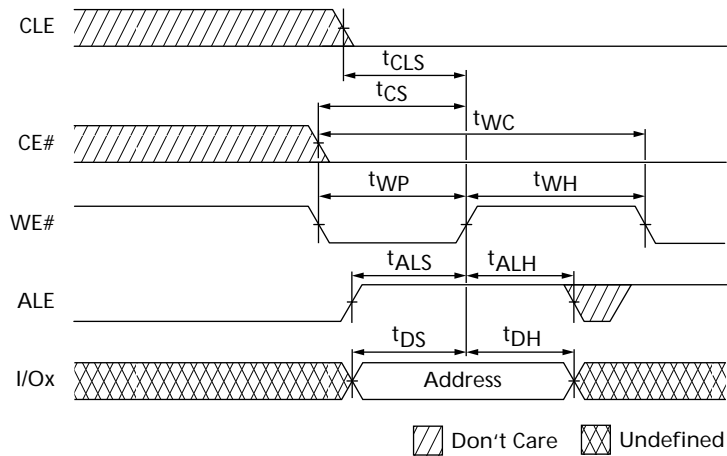 CLE
tCLS
tCS
tWC
CE#
tWP
tWH
WE#
tALS
tALH
ALE
tDS
tDH
I/Ox
Address
Don't Care
Undefined